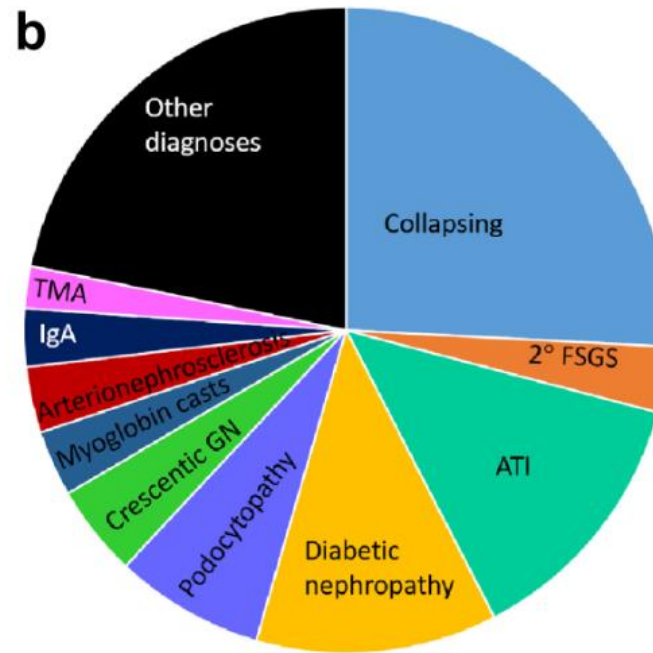 b
Other
diagnoses
Collapsing
TMA
IgA
2° FSGS
Arterionephrosclerosis
Myoglobin casts
Crescentic GN
ATI
Podocytopathy
Diabetic
nephropathy